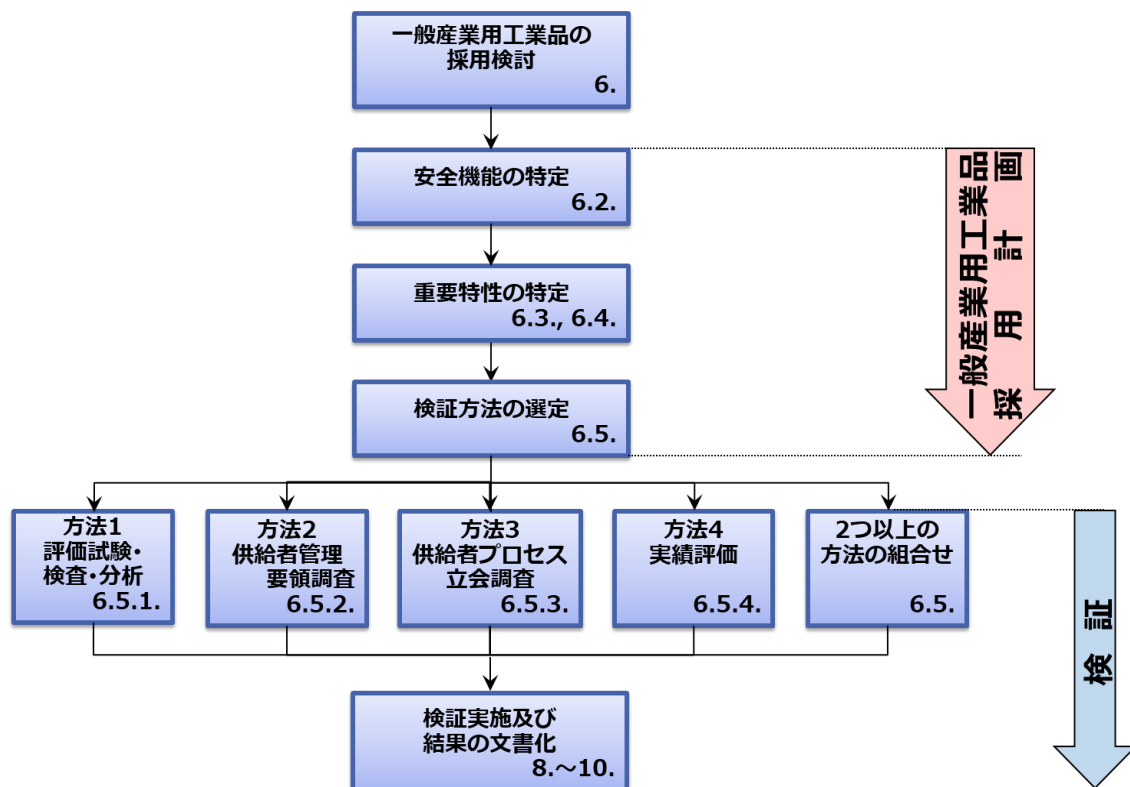 一般産業用工業品の
採用検討
6.
安全機能の特定
6.2.
重要特性の特定
6.3., 6.4.
検証方法の選定
6.5.
一般産業用工業品
採用計画
方法1
評価試験・
検査・分析
6.5.1.
方法2
供給者管理
要領調査
6.5.2.
方法3
供給者プロセス
立会調査
6.5.3.
方法4
実績評価
6.5.4.
2つ以上の
方法の組合せ
6.5.
検証
検証実施及び
結果の文書化
8.～10.